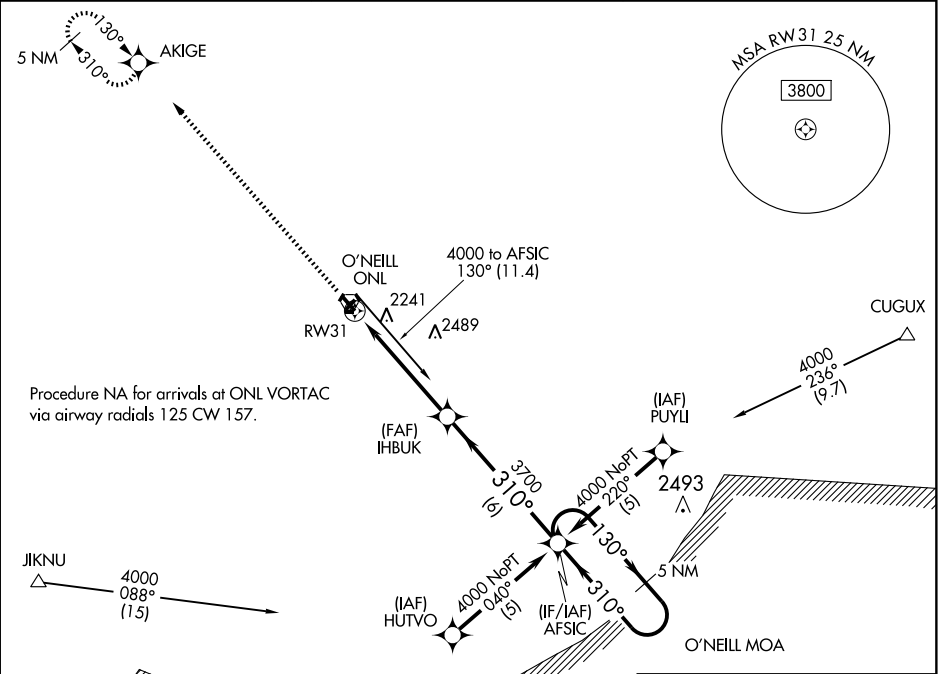 130°
AKIGE
5 NM
310°
MSA RW31 25 NM
3800
O'NEILL
ONL
4000 to AFSIC
130° (11.4)
2241
2489
RW31
CUGUX
4000
236°
(9.7)
Procedure NA for arrivals at ONL VORTAC
via airway radials 125 CW 157.
(IAF)
PUYLI
(FAF)
IHBUK
3700
310°
(6)
4000 NoPT
220°
(5)
2493
130°
5 NM
310°
JIKNU
4000
088°
(15)
4000 NoPT
040°
(5)
(IAF)
HUTVO
(IF/IAF)
AFSIC
O'NEILL MOA